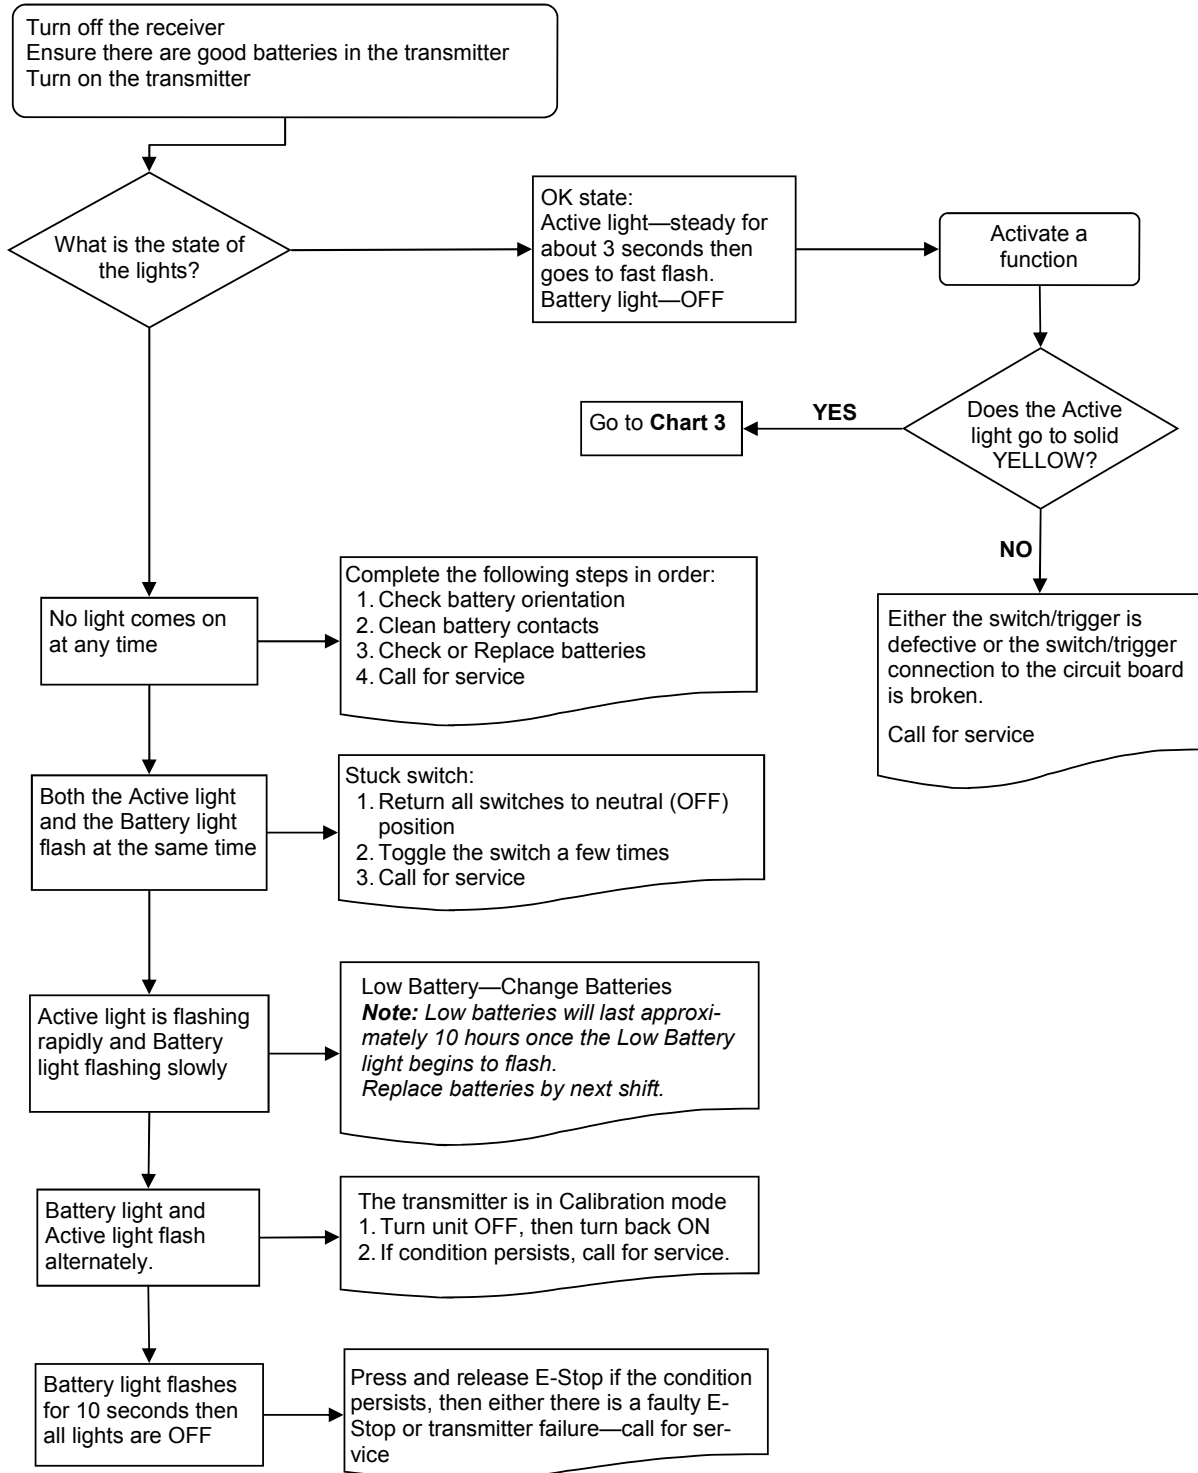 Turn off the receiver
Ensure there are good batteries in the transmitter
Turn on the transmitter
What is the state of
the lights?
OK state:
Active light—steady for
about 3 seconds then
goes to fast flash.
Battery light—OFF
Activate a
function
Does the Active
light go to solid
YELLOW?
YES
Go to Chart 3
NO
Either the switch/trigger is
defective or the switch/trigger
connection to the circuit board
is broken.
Call for service
No light comes on
at any time
Complete the following steps in order:
1. Check battery orientation
2. Clean battery contacts
3. Check or Replace batteries
4. Call for service
Both the Active light
and the Battery light
flash at the same time
Stuck switch:
1. Return all switches to neutral (OFF)
position
2. Toggle the switch a few times
3. Call for service
Active light is flashing
rapidly and Battery
light flashing slowly
Low Battery—Change Batteries
Note: Low batteries will last approxi-
mately 10 hours once the Low Battery
light begins to flash.
Replace batteries by next shift.
Battery light and
Active light flash
alternately.
The transmitter is in Calibration mode
1. Turn unit OFF, then turn back ON
2. If condition persists, call for service.
Battery light flashes
for 10 seconds then
all lights are OFF
Press and release E-Stop if the condition
persists, then either there is a faulty E-
Stop or transmitter failure—call for ser-
vice